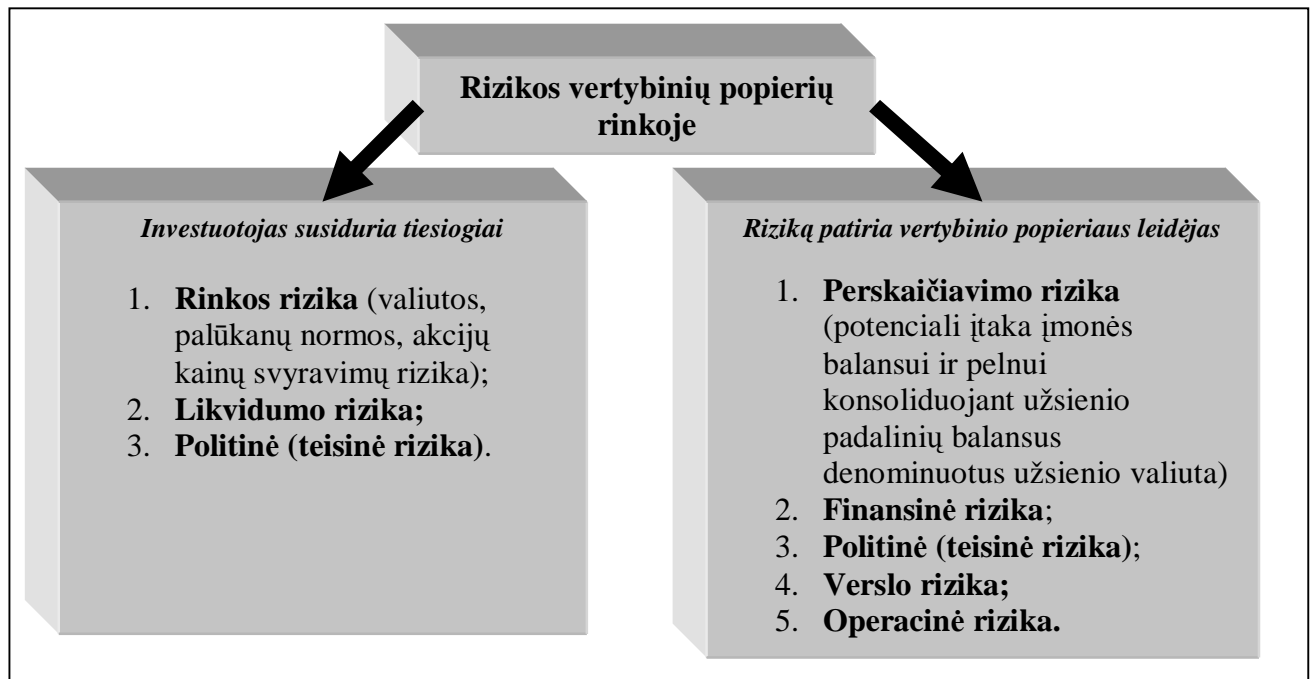 Rizikos vertybinių popierių
rinkoje
Investuotojas susiduria tiesiogiai
1. Rinkos rizika (valiutos,
palūkanų normos, akcijų
kainų svyravimų rizika);
2. Likvidumo rizika;
3. Politinė (teisinė rizika).
Riziką patiria vertybinio popieriaus leidėjas
1. Perskaičiavimo rizika
(potenciali įtaka įmonės
balansui ir pelnui
konsoliduojant užsienio
padalinių balansus
denominuotus užsienio valiuta)
2. Finansinė rizika;
3. Politinė (teisinė rizika);
4. Verslo rizika;
5. Operacinė rizika.